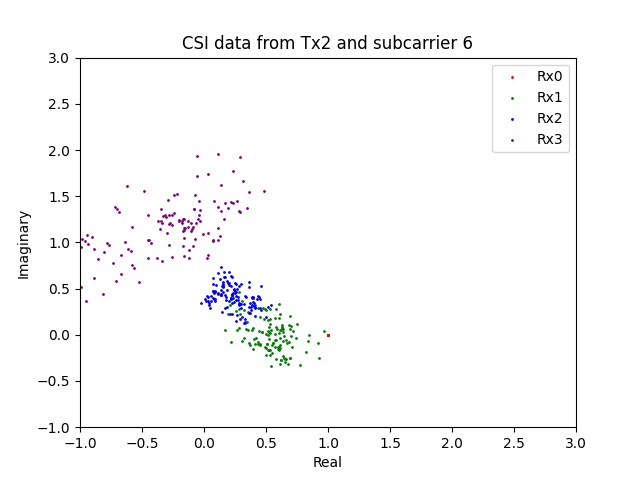 CSI data from Tx2 and subcarrier 6
Rx0
Rx1
Rx2
Rx3
3.0
2.5
2.0
1.5
1.0
0.5
0.0
−0.5
−1.0
Imaginary
−1.0 −0.5 0.0 0.5 1.0 1.5 2.0 2.5 3.0
Real